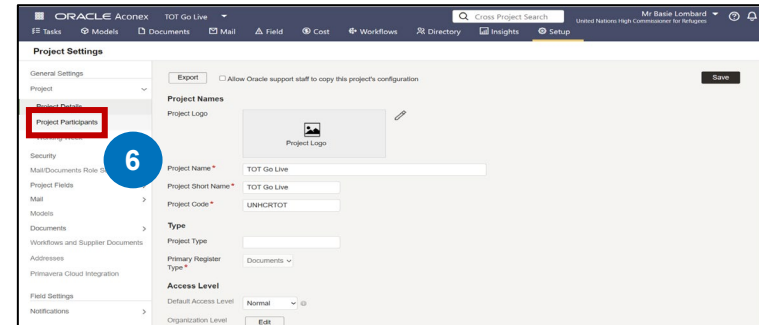 ORACLE Aconex TOT Go Live
Cross Project Search
Mr Basie Lombard
United Nations High Commissioner for Refugees
Tasks Models Documents Mail Field Cost Workflows Directory Insights Setup
Project Settings
General Settings
Project
Project Details
Project Participants
Working Week
Security
Mail/Documents Role
Project Fields
Mail
Models
Documents
Workflows and Supplier Documents
Addresses
Primavera Cloud Integration
Field Settings
Notifications
6
Export Allow Oracle support staff to copy this project's configuration Save
Project Names
Project Logo
Project Logo
Project Name * TOT Go Live
Project Short Name * TOT Go Live
Project Code * UNHCRTOT
Type
Project Type
Primary Register
Type * Documents
Access Level
Default Access Level Normal
Organization Level Edit